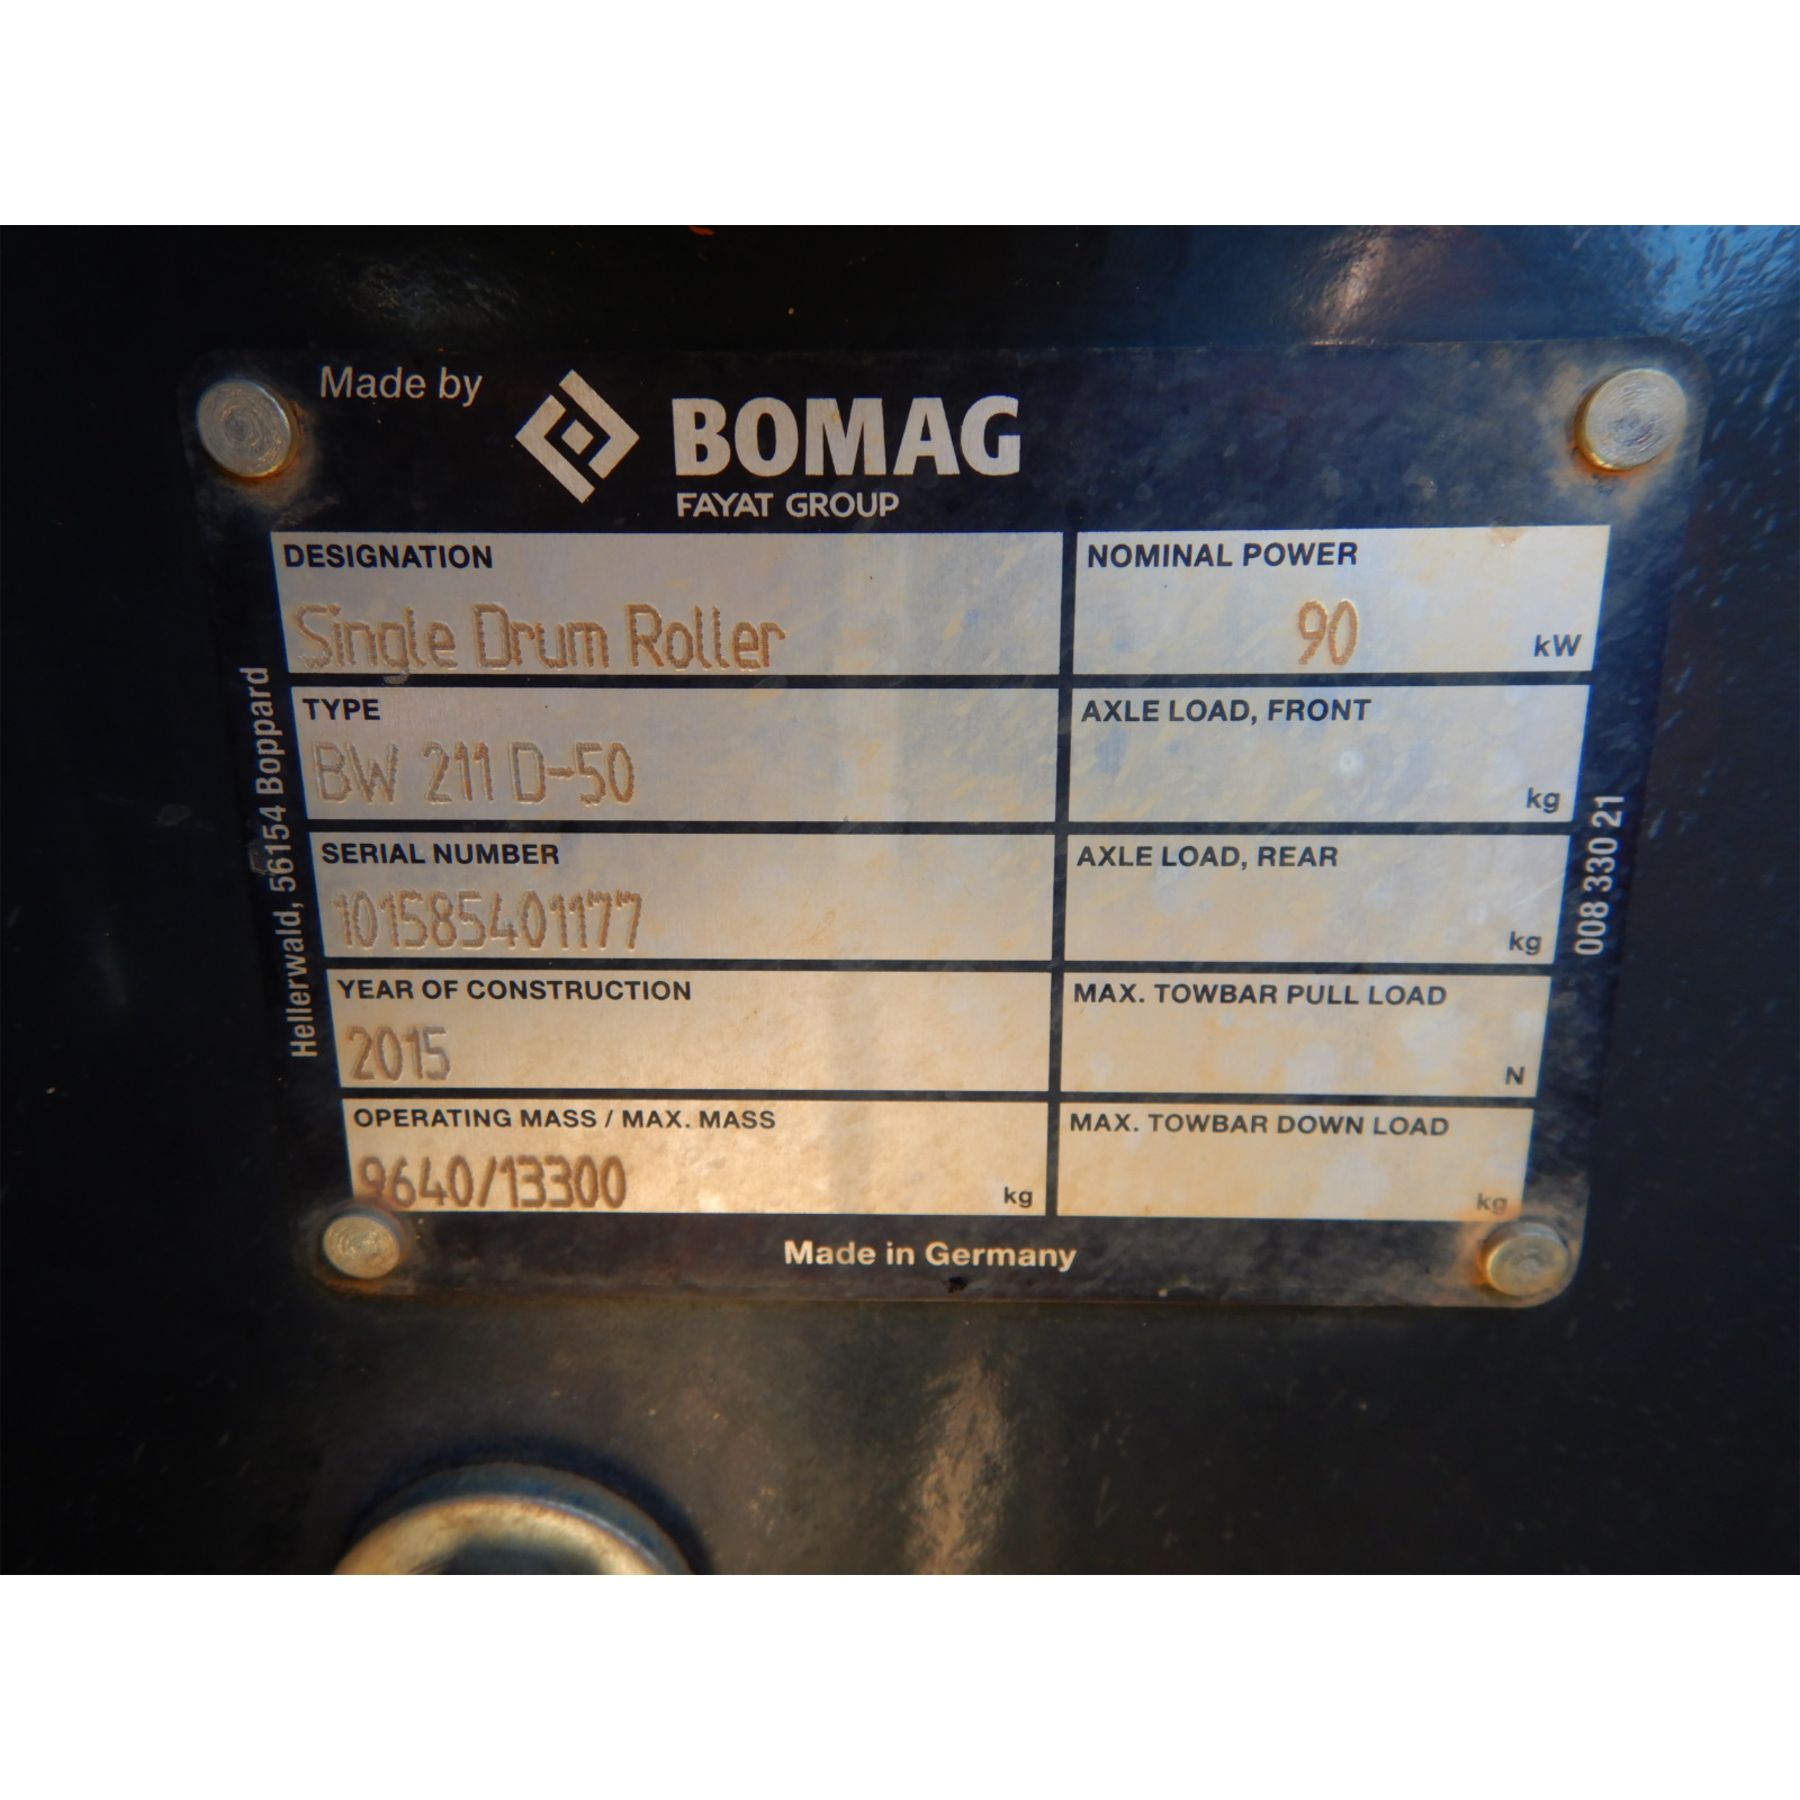 Made by
BOMAG
FAYAT GROUP
DESIGNATION
Single Drum Roller
NOMINAL POWER
90 kW
TYPE
BW 211 D-50
AXLE LOAD, FRONT
kg
SERIAL NUMBER
101585401177
AXLE LOAD, REAR
kg
YEAR OF CONSTRUCTION
2015
MAX. TOWBAR PULL LOAD
N
OPERATING MASS / MAX. MASS
9640/13300 kg
MAX. TOWBAR DOWN LOAD
kg
Made in Germany
Hellerwald, 56154 Boppard
008 330 21